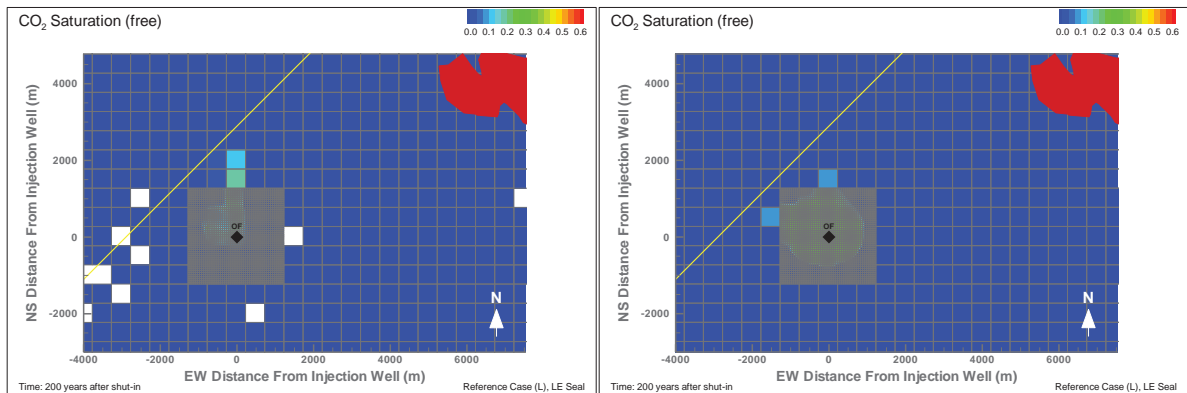 CO2 Saturation (free)
0.0 0.1 0.2 0.3 0.4 0.5 0.6
4000
2000
0
-2000
NS Distance From Injection Well (m)
OF
N
-4000 -2000 0 2000 4000 6000
EW Distance From Injection Well (m)
Time: 200 years after shut-in
Reference Case (L), LE Seal
CO2 Saturation (free)
0.0 0.1 0.2 0.3 0.4 0.5 0.6
4000
2000
0
-2000
NS Distance From Injection Well (m)
OF
N
-4000 -2000 0 2000 4000 6000
EW Distance From Injection Well (m)
Time: 200 years after shut-in
Reference Case (L), LE Seal